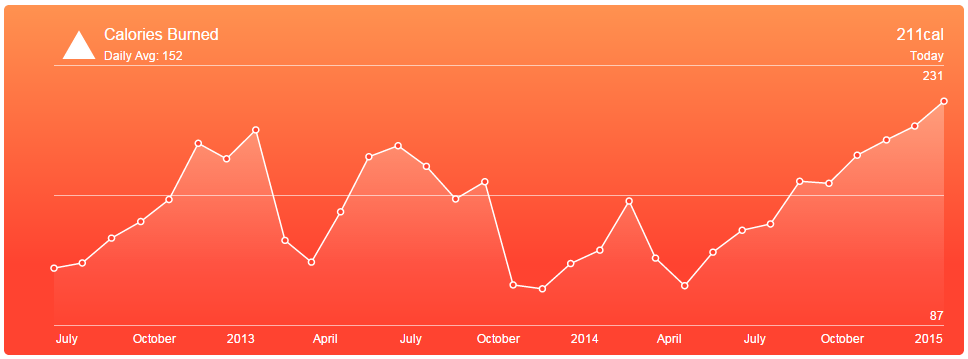 Calories Burned
211cal
Daily Avg: 152
Today
231
87
July October 2013 April July October 2014 April July October 2015